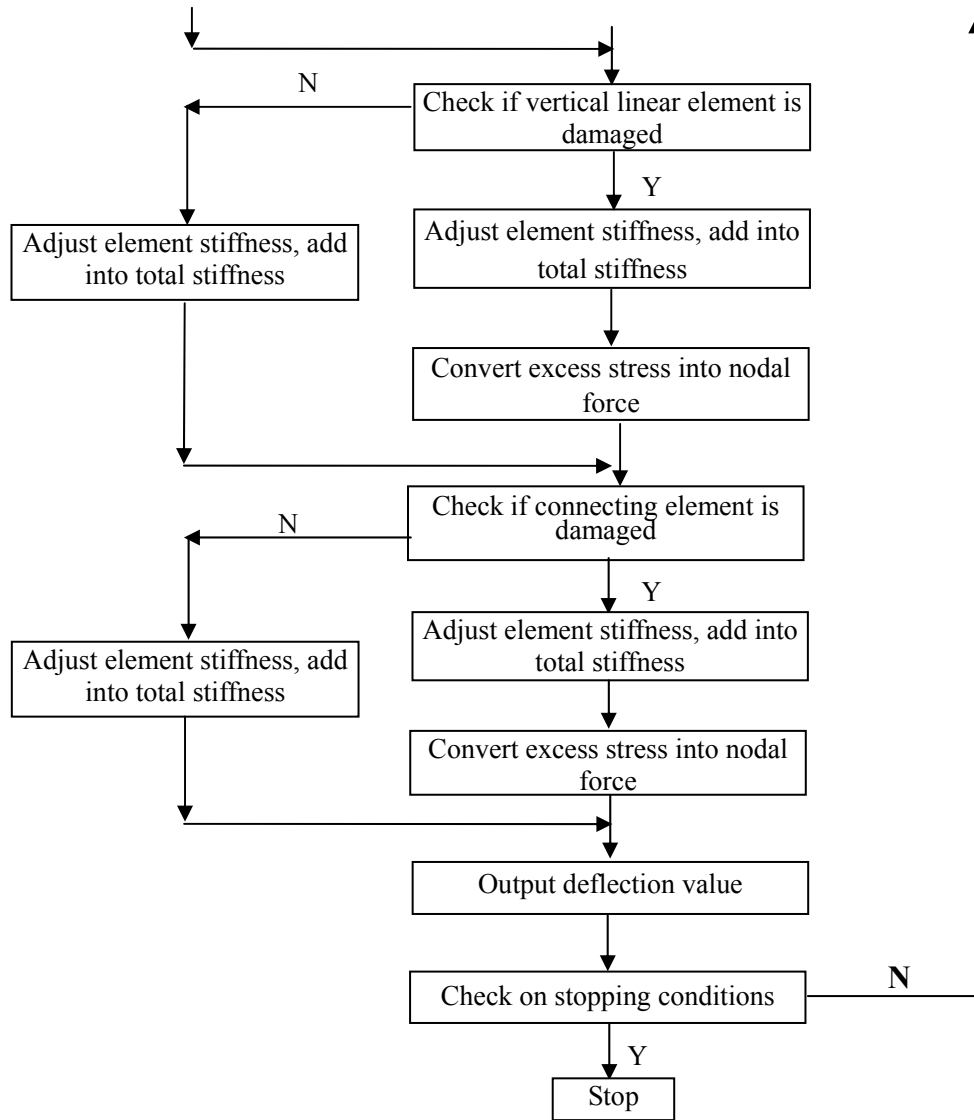 N
Check if vertical linear element is
damaged
Y
Adjust element stiffness, add
into total stiffness
Adjust element stiffness, add into
total stiffness
Convert excess stress into nodal
force
Check if connecting element is
damaged
N
Y
Adjust element stiffness, add
into total stiffness
Adjust element stiffness, add into
total stiffness
Convert excess stress into nodal
force
Output deflection value
Check on stopping conditions
N
Y
Stop